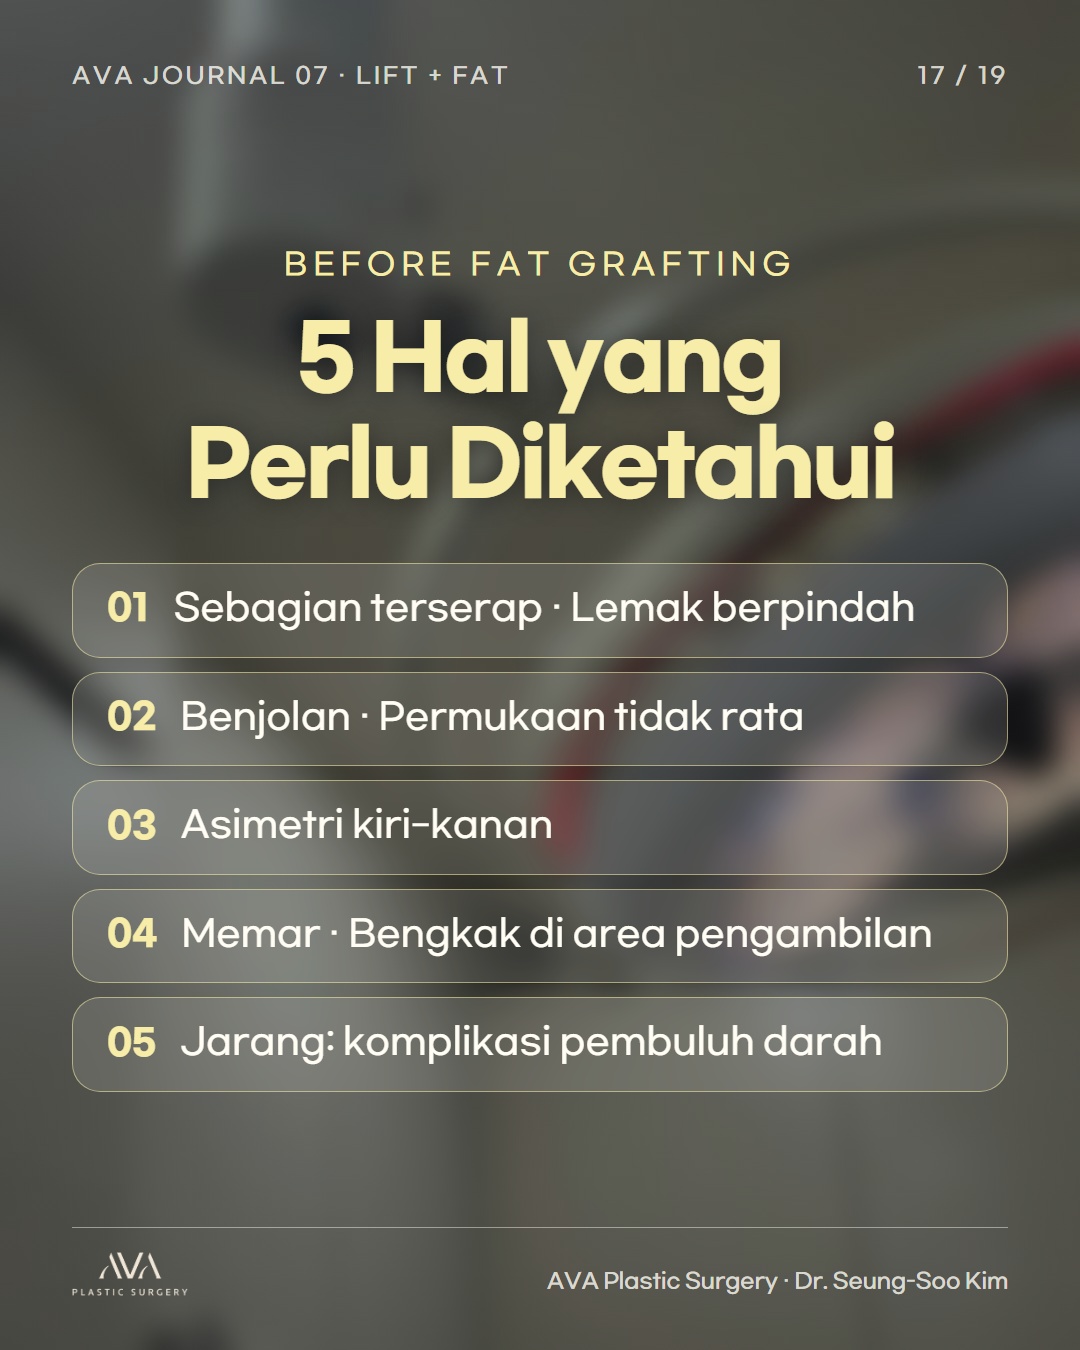 AVA JOURNAL 07 · LIFT + FAT
17 / 19
BEFORE FAT GRAFTING
5 Hal yang
Perlu Diketahui
01 Sebagian terserap · Lemak berpindah
02 Benjolan · Permukaan tidak rata
03 Asimetri kiri-kanan
04 Memar · Bengkak di area pengambilan
05 Jarang: komplikasi pembuluh darah
AVA
PLASTIC SURGERY
AVA Plastic Surgery · Dr. Seung-Soo Kim